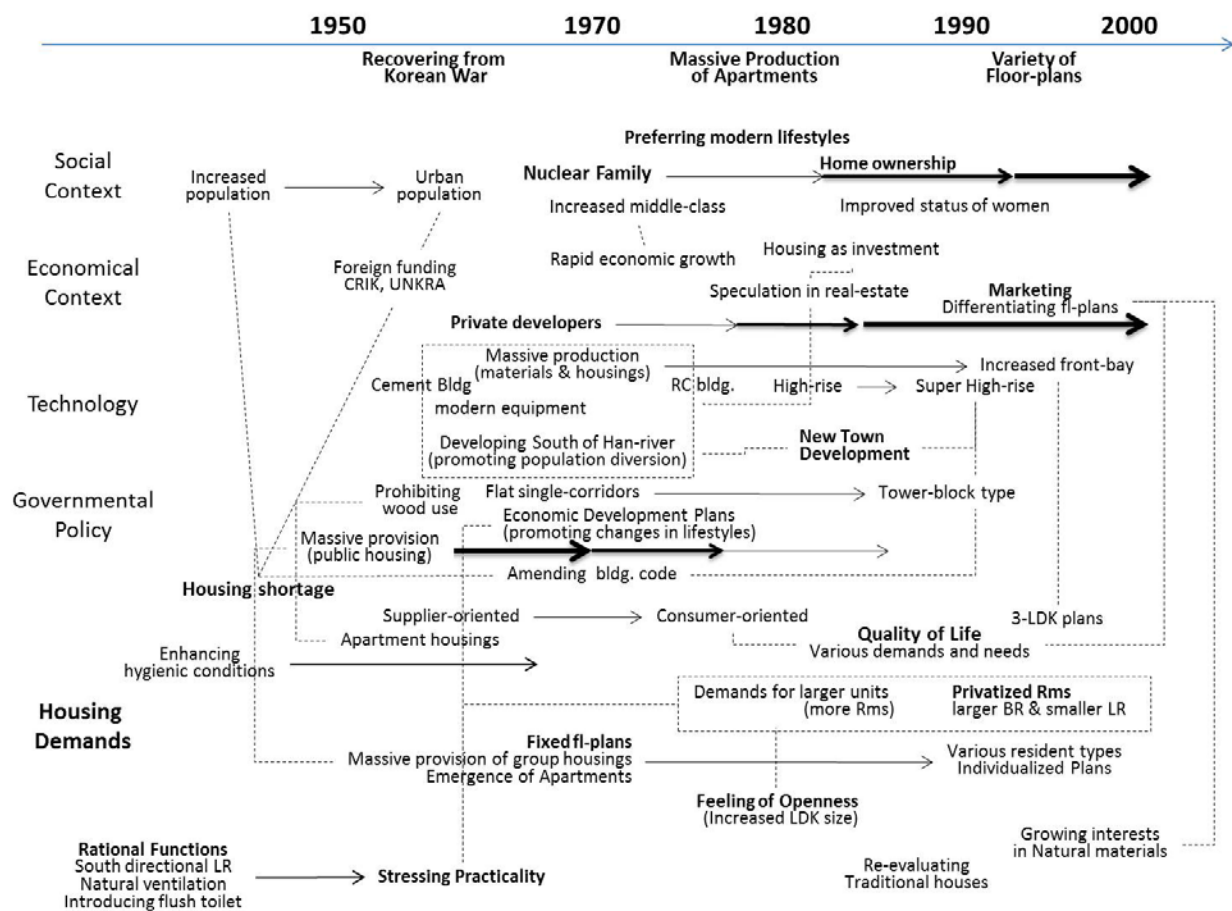 1950 1970 1980 1990 2000
Recovering from
Korean War
Massive Production
of Apartments
Variety of
Floor-plans
Social
Context
Increased
population
Urban
population
Preferring modern lifestyles
Nuclear Family
Home ownership
Increased middle-class
Improved status of women
Economical
Context
Foreign funding
CRIK, UNKRA
Rapid economic growth
Housing as investment
Speculation in real-estate
Marketing
Differentiating fl-plans
Private developers
Technology
Massive production
(materials & housings)
Increased front-bay
Cement Bldg
RC bldg.
High-rise
Super High-rise
modern equipment
Developing South of Han-river
(promoting population diversion)
New Town
Development
Governmental
Policy
Prohibiting
wood use
Flat single-corridors
Tower-block type
Economic Development Plans
(promoting changes in lifestyles)
Massive provision
(public housing)
Housing shortage
Amending bldg. code
Supplier-oriented
Consumer-oriented
3-LDK plans
Apartment housings
Quality of Life
Various demands and needs
Enhancing
hygienic conditions
Housing
Demands
Demands for larger units
(more Rms)
Privatized Rms
larger BR & smaller LR
Fixed fl-plans
Massive provision of group housings
Emergence of Apartments
Various resident types
Individualized Plans
Feeling of Openness
(Increased LDK size)
Growing interests
in Natural materials
Rational Functions
South directional LR
Natural ventilation
Introducing flush toilet
Stressing Practicality
Re-evaluating
Traditional houses